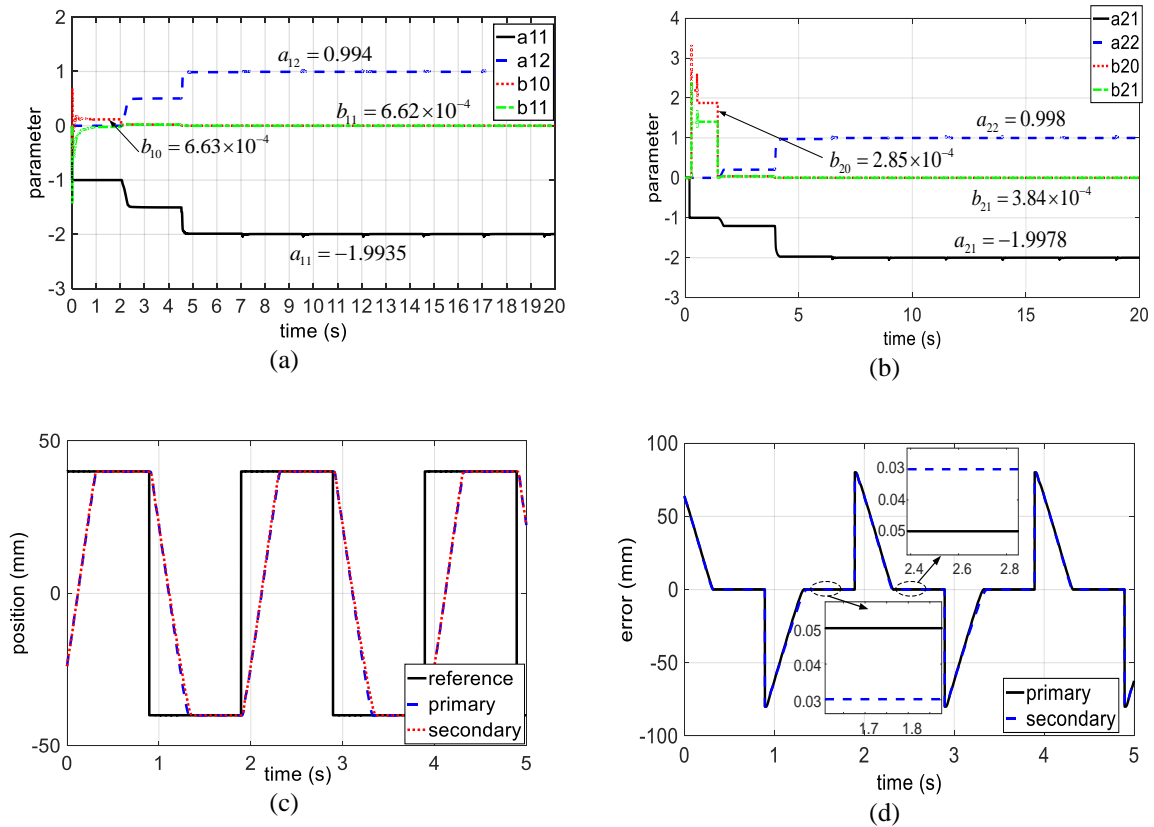 2
1
0
-1
-2
-3
parameter
0 1 2 3 4 5 6 7 8 9 10 11 12 13 14 15 16 17 18 19 20
time (s)
a11
a12
b10
b11
a₁₂ = 0.994
b₁₁ = 6.62×10⁻⁴
b₁₀ = 6.63×10⁻⁴
a₁₁ = −1.9935
(a)
4
3
2
1
0
-1
-2
-3
parameter
0 5 10 15 20
time (s)
a21
a22
b20
b21
a₂₂ = 0.998
b₂₀ = 2.85×10⁻⁴
b₂₁ = 3.84×10⁻⁴
a₂₁ = −1.9978
(b)
50
0
-50
position (mm)
0 1 2 3 4 5
time (s)
reference
primary
secondary
(c)
100
50
0
-50
-100
error (mm)
0 1 2 3 4 5
time (s)
0.03
0.04
0.05
2.4 2.6 2.8
0.05
0.04
0.03
1.7 1.8
primary
secondary
(d)